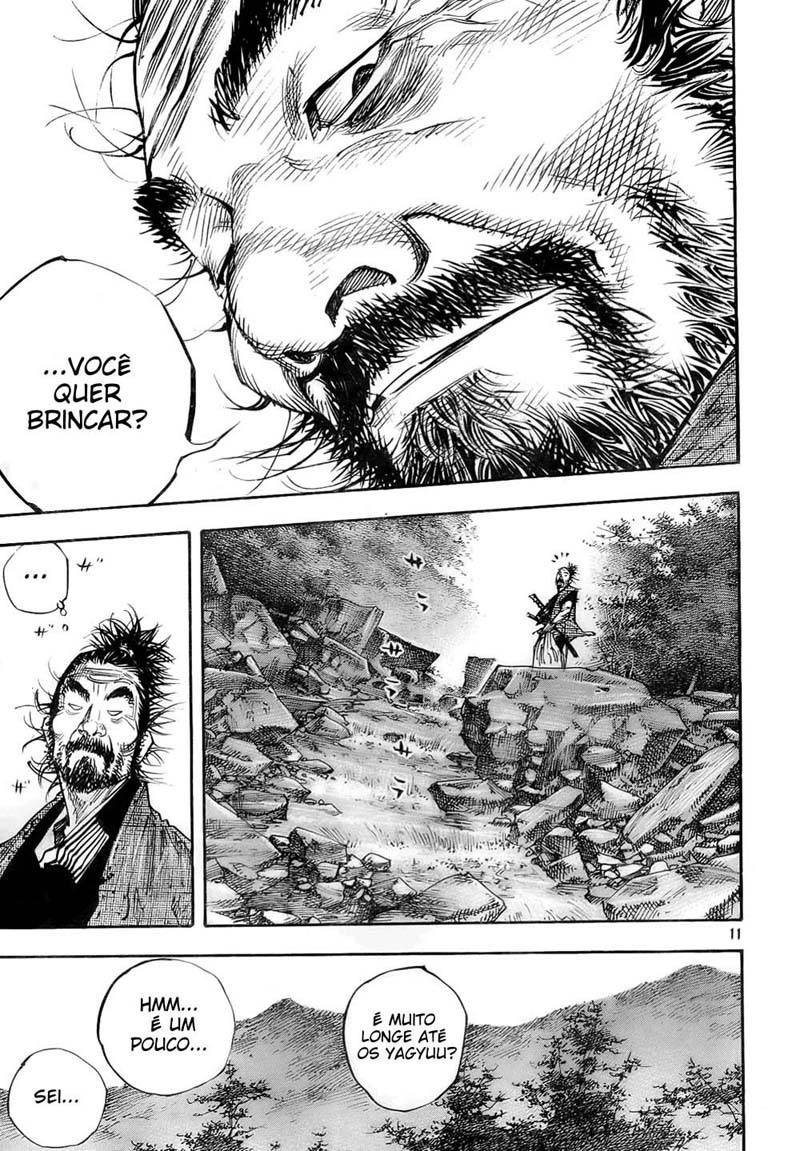 ...VOCÊ
QUER
BRINCAR?
...
11
É MUITO
LONGE ATÉ
OS YAGYUU?
HMM...
É UM
POUCO...
SEI...